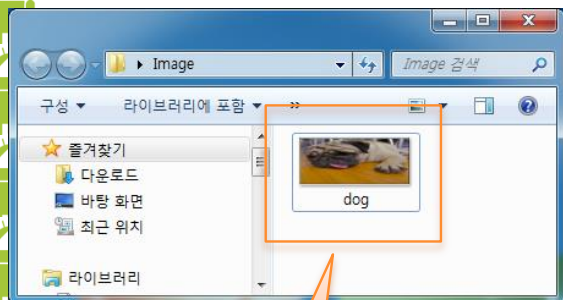 Image
Image 검색
구성
라이브러리에 포함
»
즐겨찾기
다운로드
바탕 화면
최근 위치
라이브러리
dog